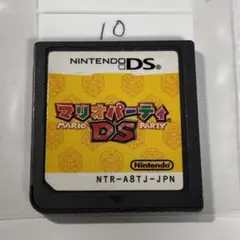 10
NINTENDO DS
マリオパーティ
MARIO DS PARTY
Nintendo
NTR-A8TJ-JPN